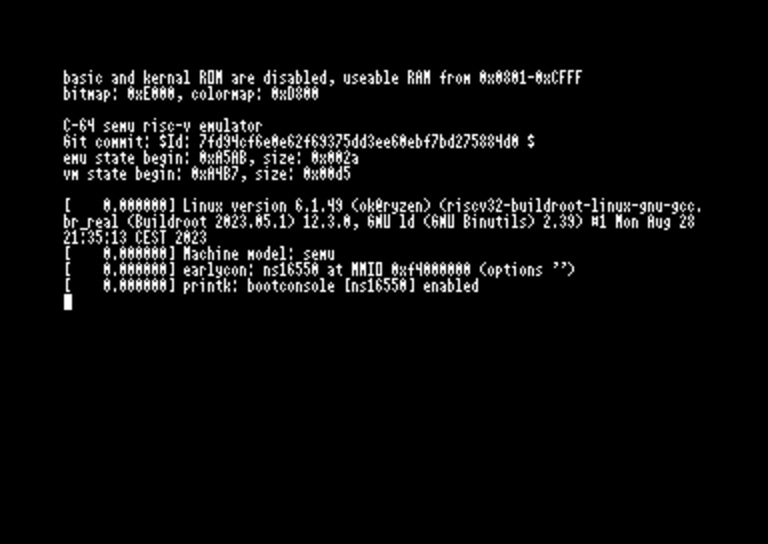 basic and kernal ROM are disabled, useable RAM from 0x0801-0xCFFF
bitmap: 0xE000, colormap: 0xD800
C-64 semu risc-v emulator
Git commit: $Id: 7fd94cf6e0e62f69375dd3ee60ebf7bd275884d0 $
emu state begin: 0xA5AB, size: 0x002a
vm state begin: 0xA4B7, size: 0x00d5
[    0.000000] Linux version 6.1.49 (ok@ryzen) (riscv32-buildroot-linux-gnu-gcc.
br_real (Buildroot 2023.05.1) 12.3.0, GNU ld (GNU Binutils) 2.39) #1 Mon Aug 28
21:35:13 CEST 2023
[    0.000000] Machine model: semu
[    0.000000] earlycon: ns16550 at MMIO 0xf4000000 (options '')
[    0.000000] printk: bootconsole [ns16550] enabled